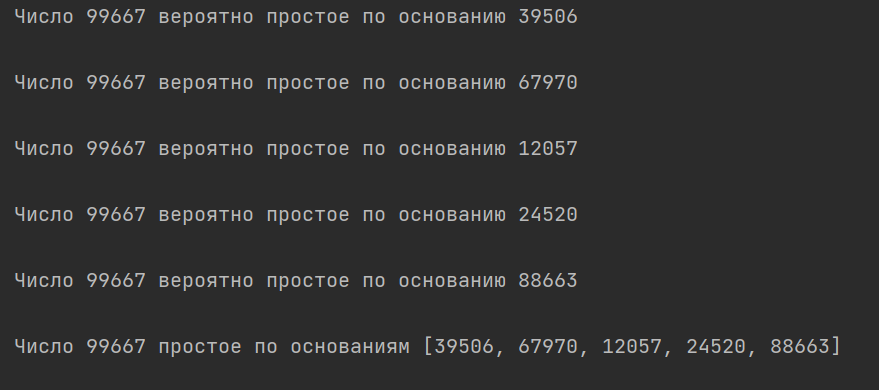 Число 99667 вероятно простое по основанию 39506
Число 99667 вероятно простое по основанию 67970
Число 99667 вероятно простое по основанию 12057
Число 99667 вероятно простое по основанию 24520
Число 99667 вероятно простое по основанию 88663
Число 99667 простое по основаниям [39506, 67970, 12057, 24520, 88663]